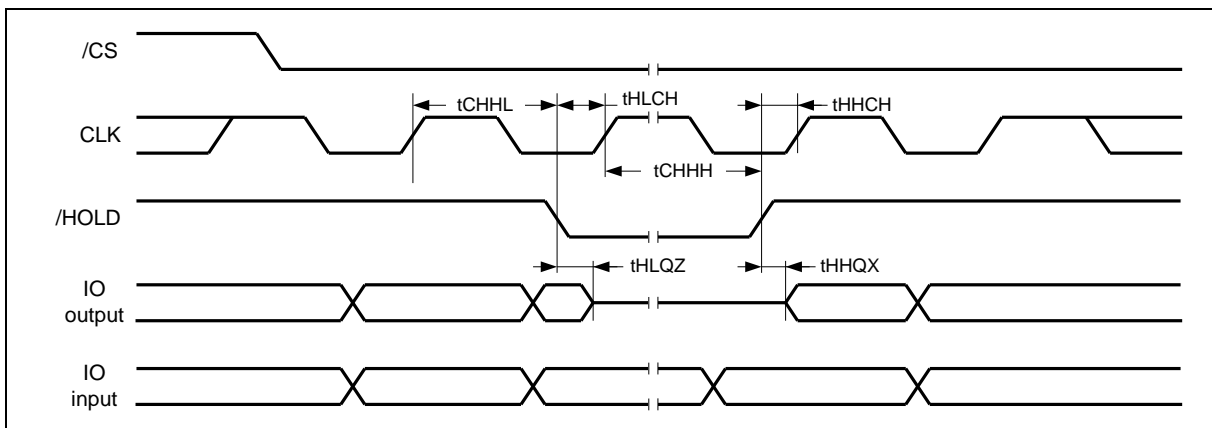 /CS
tCHHL
tHLCH
tHHCH
CLK
tCHHH
/HOLD
tHLQZ
tHHQX
IO
output
IO
input